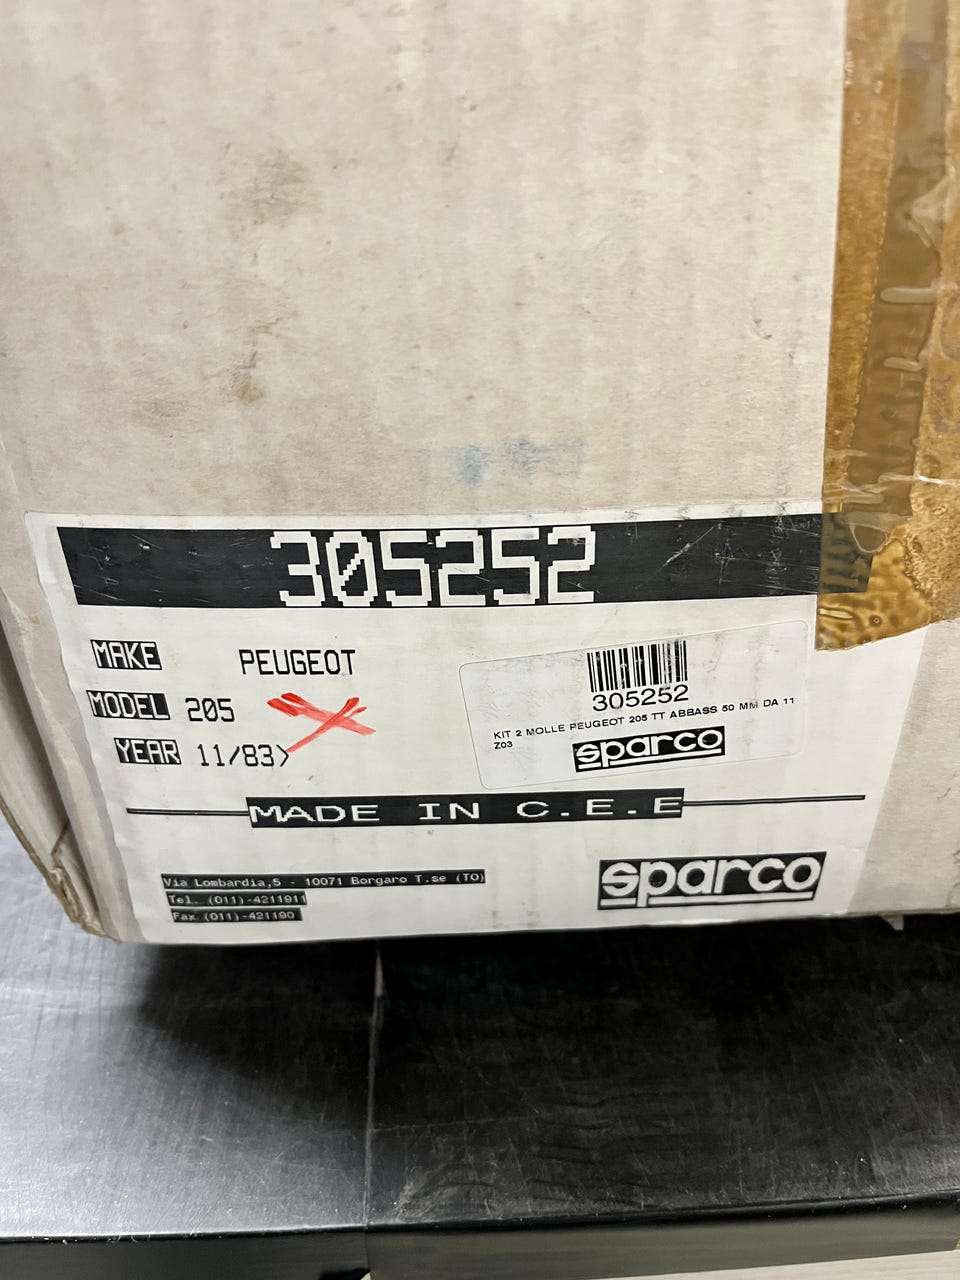 305252
MAKE PEUGEOT
MODEL 205
YEAR 11/83>
305252
KIT 2 MOLLE PEUGEOT 205 TT ABBASS 50 MM DA 11
Z03
sparco
MADE IN C.E.E
Via Lombardia,5 - 10071 Borgaro T.se (TO)
Tel. (011)-4211911
Fax (011)-421190
sparco